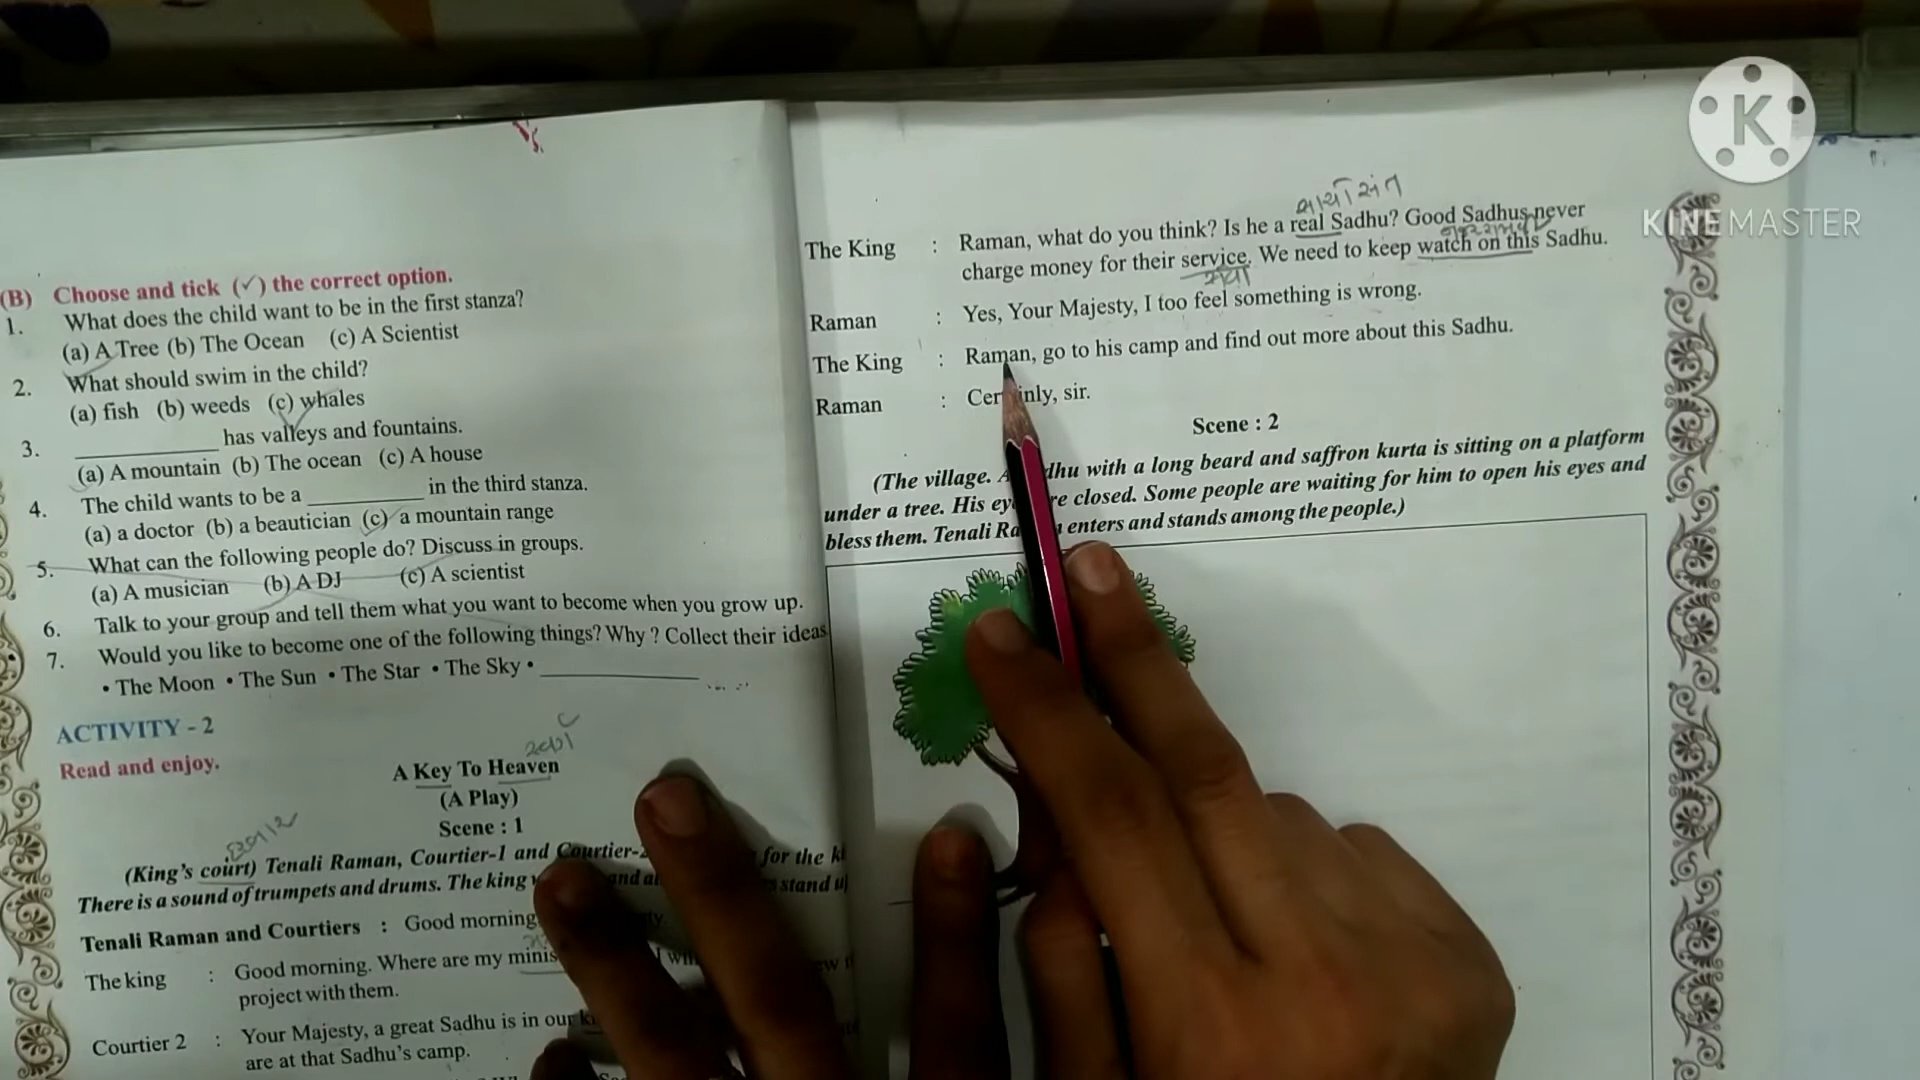 (B) Choose and tick (✓) the correct option.
1. What does the child want to be in the first stanza?
(a) A Tree (b) The Ocean (c) A Scientist
2. What should swim in the child?
(a) fish (b) weeds (c) whales
3. ____________ has valleys and fountains.
(a) A mountain (b) The ocean (c) A house
4. The child wants to be a __________ in the third stanza.
(a) a doctor (b) a beautician (c) a mountain range
5. What can the following people do? Discuss in groups.
(a) A musician (b) A DJ (c) A scientist
6. Talk to your group and tell them what you want to become when you grow up.
7. Would you like to become one of the following things? Why ? Collect their ideas
• The Moon • The Sun • The Star • The Sky • ______________
ACTIVITY - 2
Read and enjoy.
A Key To Heaven
(A Play)
Scene : 1
(King's court) Tenali Raman, Courtier-1 and Courtier-2 for the
There is a sound of trumpets and drums. The king stand
Tenali Raman and Courtiers : Good morning,
The king : Good morning. Where are my
project with them.
Courtier 2 : Your Majesty, a great Sadhu is in our
are at that Sadhu's camp.
સાચો સંત
The King : Raman, what do you think? Is he a real Sadhu? Good Sadhus never
charge money for their service. We need to keep watch on this Sadhu.
સેવા
Raman : Yes, Your Majesty, I too feel something is wrong.
The King : Raman, go to his camp and find out more about this Sadhu.
Raman : Certainly, sir.
Scene : 2
(The village. A Sadhu with a long beard and saffron kurta is sitting on a platform
under a tree. His eyes are closed. Some people are waiting for him to open his eyes and
bless them. Tenali Raman enters and stands among the people.)
K
KINEMASTER